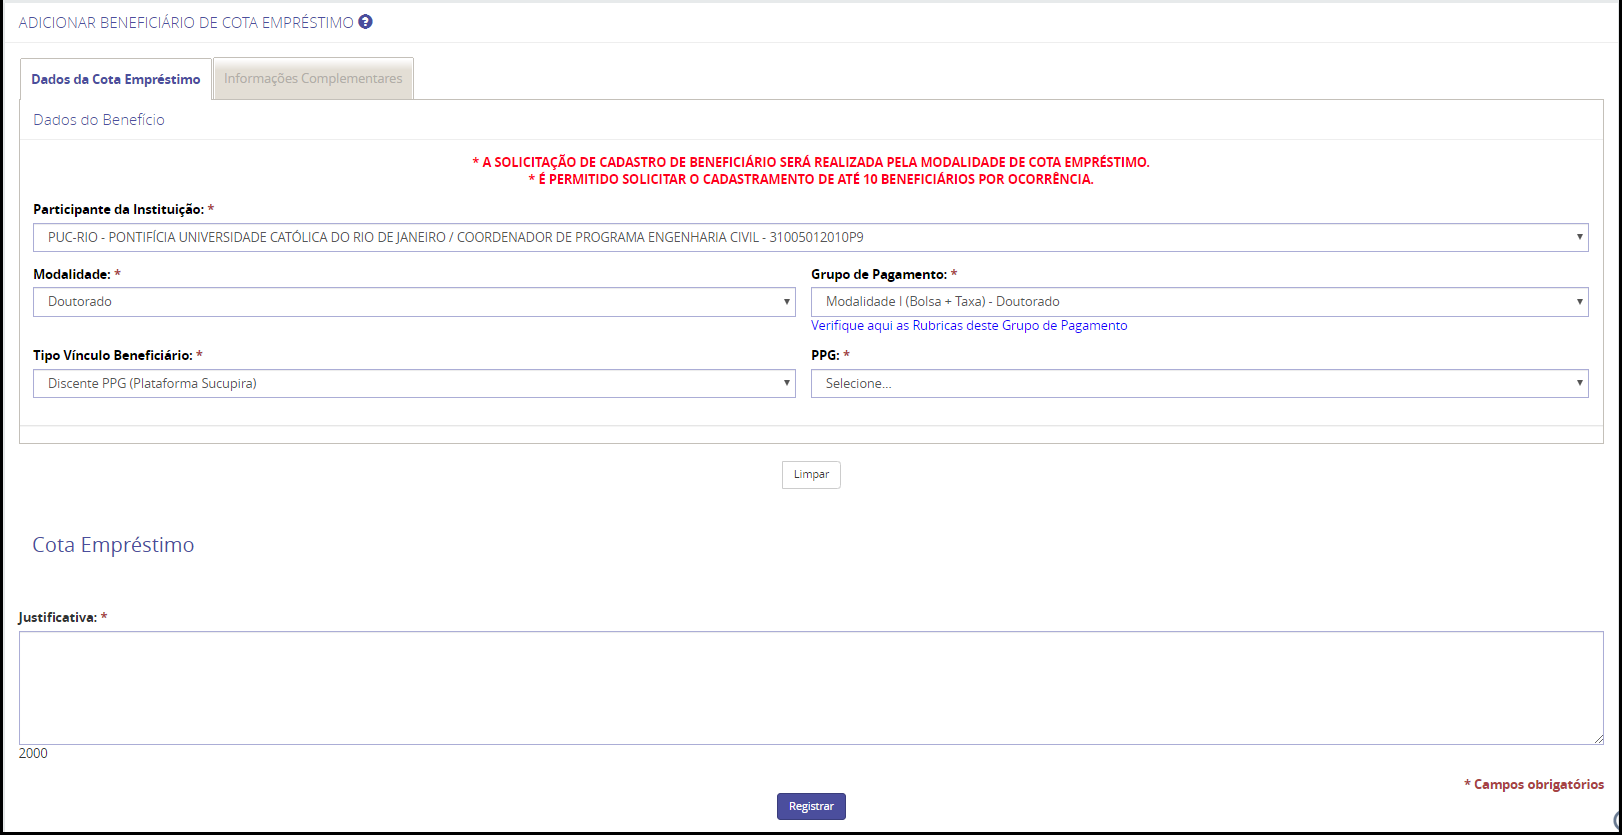 ADICIONAR BENEFICIÁRIO DE COTA EMPRÉSTIMO ?
Dados da Cota Empréstimo
Informações Complementares
Dados do Benefício
* A SOLICITAÇÃO DE CADASTRO DE BENEFICIÁRIO SERÁ REALIZADA PELA MODALIDADE DE COTA EMPRÉSTIMO.
* É PERMITIDO SOLICITAR O CADASTRAMENTO DE ATÉ 10 BENEFICIÁRIOS POR OCORRÊNCIA.
Participante da Instituição: *
PUC-RIO - PONTIFÍCIA UNIVERSIDADE CATÓLICA DO RIO DE JANEIRO / COORDENADOR DE PROGRAMA ENGENHARIA CIVIL - 31005012010P9
Modalidade: *
Doutorado
Grupo de Pagamento: *
Modalidade I (Bolsa + Taxa) - Doutorado
Verifique aqui as Rubricas deste Grupo de Pagamento
Tipo Vínculo Beneficiário: *
Discente PPG (Plataforma Sucupira)
PPG: *
Selecione...
Limpar
Cota Empréstimo
Justificativa: *
2000
* Campos obrigatórios
Registrar